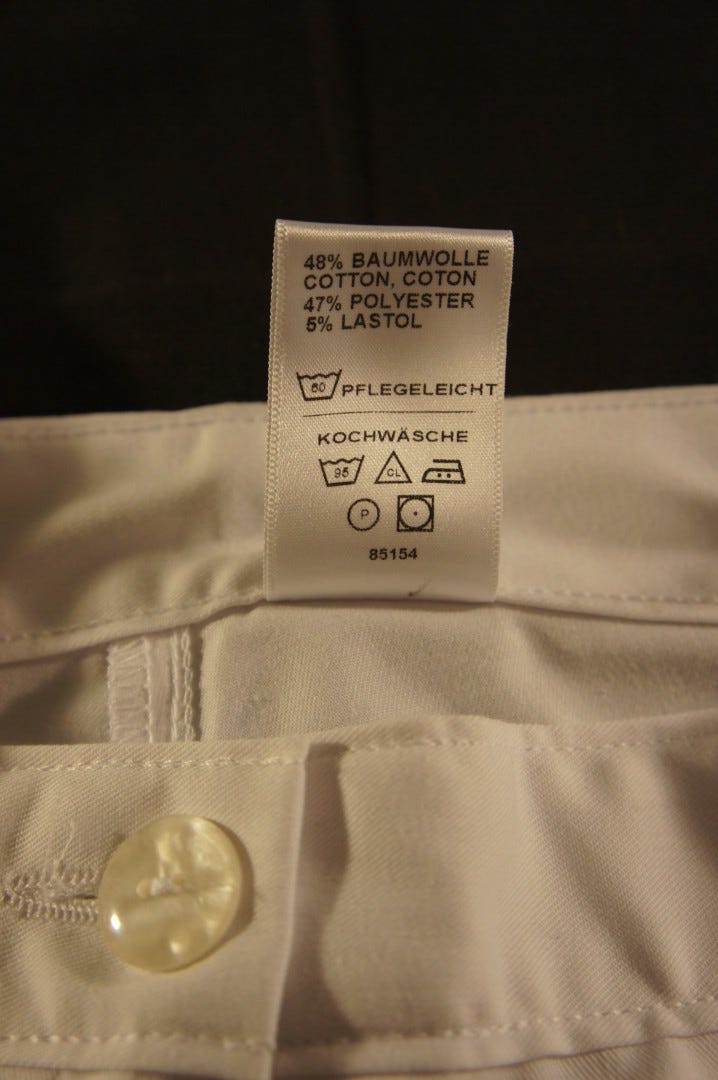 48% BAUMWOLLE
COTTON, COTON
47% POLYESTER
5% LASTOL
60 PFLEGELEICHT
KOCHWÄSCHE
95 CL
P
85154